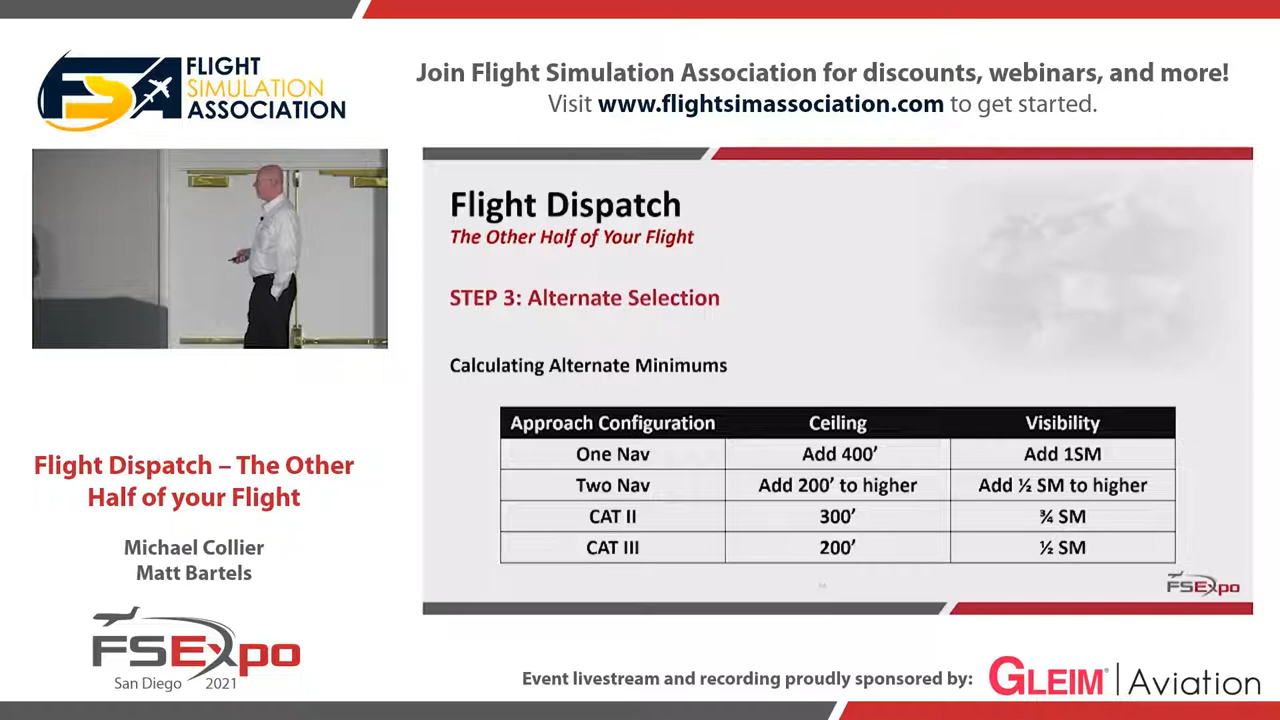 FLIGHT
SIMULATION
ASSOCIATION
Join Flight Simulation Association for discounts, webinars, and more!
Visit www.flightsimassociation.com to get started.
Flight Dispatch
The Other Half of Your Flight
STEP 3: Alternate Selection
Calculating Alternate Minimums
Approach Configuration Ceiling Visibility
One Nav Add 400’ Add 1SM
Two Nav Add 200’ to higher Add ½ SM to higher
CAT II 300’ ¾ SM
CAT III 200’ ½ SM
FSExpo
Flight Dispatch – The Other
Half of your Flight
Michael Collier
Matt Bartels
FSExpo
San Diego 2021
Event livestream and recording proudly sponsored by: GLEIM® | Aviation